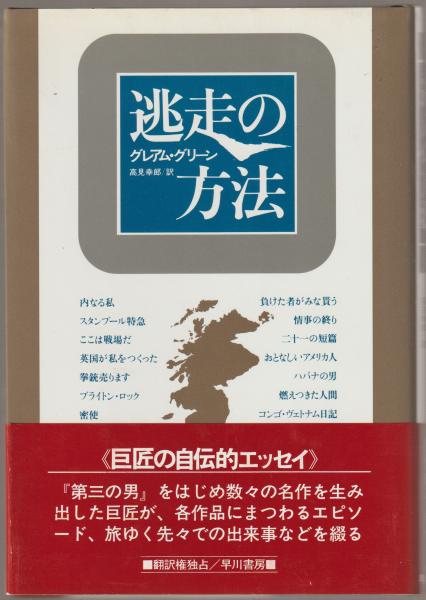 逃走の
グレアム・グリーン
高見幸郎/訳
方法
内なる私
スタンブール特急
ここは戦場だ
英国が私をつくった
拳銃売ります
ブライトン・ロック
密使
負けた者がみな貰う
情事の終り
二十一の短篇
おとなしいアメリカ人
ハバナの男
燃えつきた人間
コンゴ・ヴェトナム日記
《巨匠の自伝的エッセイ》
『第三の男』をはじめ数々の名作を生み
出した巨匠が、各作品にまつわるエピソ
ード、旅ゆく先々での出来事などを綴る
■翻訳権独占/早川書房■